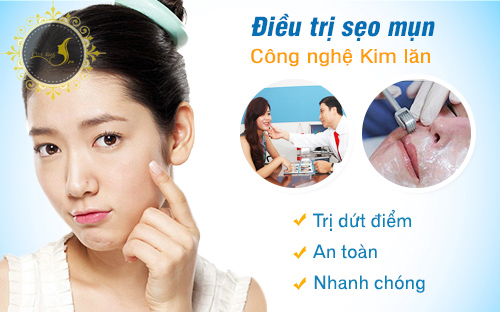 Điều trị sẹo mụn
Công nghệ Kim lăn
Trị dứt điểm
An toàn
Nhanh chóng